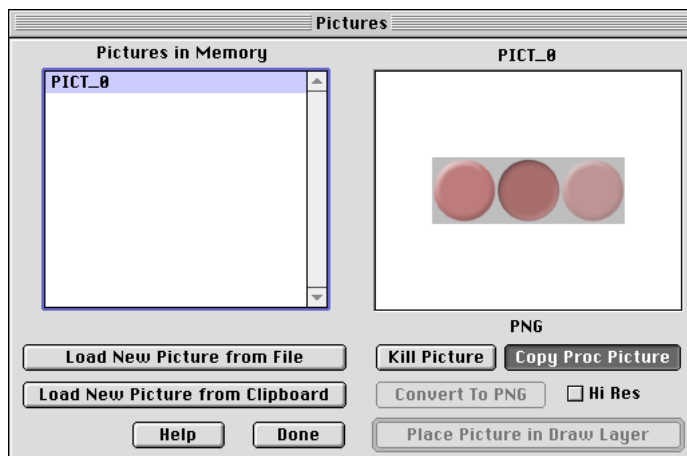 Pictures
Pictures in Memory
PICT_0
PICT_0
PNG
Load New Picture from File
Kill Picture
Copy Proc Picture
Load New Picture from Clipboard
Convert To PNG
Hi Res
Help
Done
Place Picture in Draw Layer